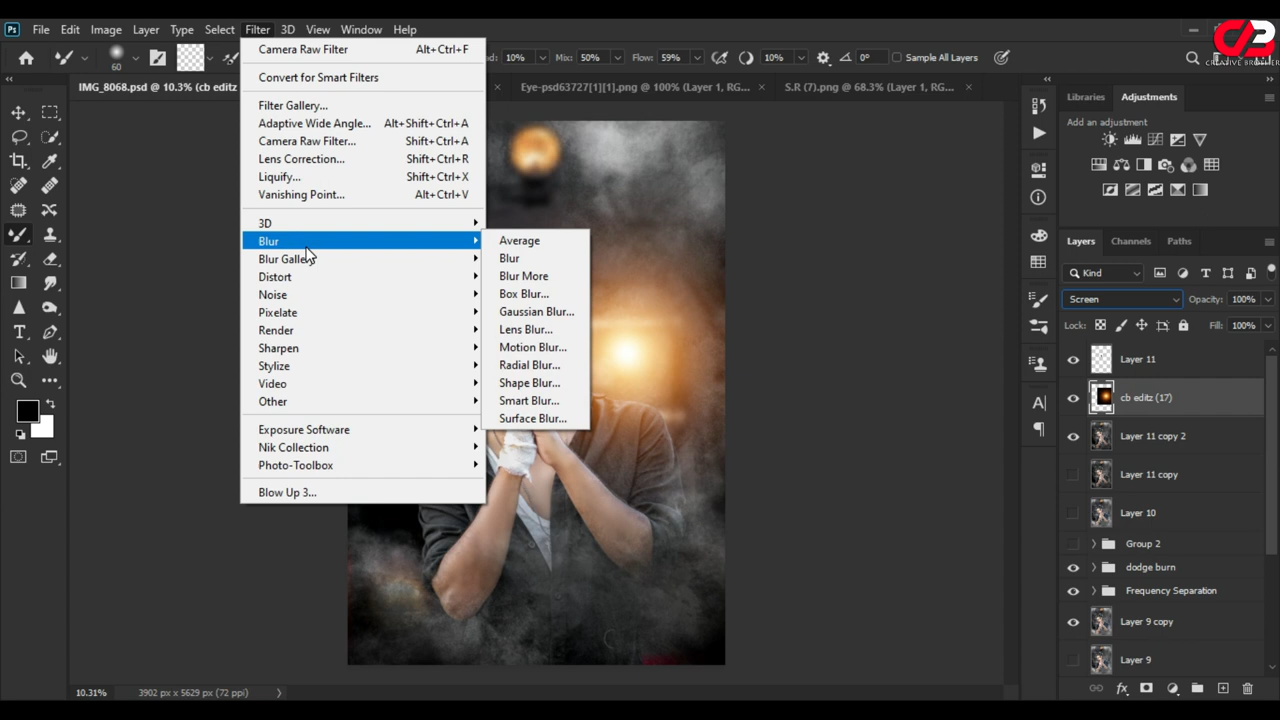 Ps File Edit Image Layer Type Select Filter 3D View Window Help
CB
CREATIVE BROTHER
60
10% Mix: 50% Flow: 59% 10% 0° Sample All Layers
IMG_8068.psd @ 10.3% (cb editz
Eye-psd63727[1][1].png @ 100% (Layer 1, RG...
S.R (7).png @ 68.3% (Layer 1, RG...
Camera Raw Filter Alt+Ctrl+F
Convert for Smart Filters
Filter Gallery...
Adaptive Wide Angle... Alt+Shift+Ctrl+A
Camera Raw Filter... Shift+Ctrl+A
Lens Correction... Shift+Ctrl+R
Liquify... Shift+Ctrl+X
Vanishing Point... Alt+Ctrl+V
3D
Blur
Blur Gallery
Distort
Noise
Pixelate
Render
Sharpen
Stylize
Video
Other
Exposure Software
Nik Collection
Photo-Toolbox
Blow Up 3...
Average
Blur
Blur More
Box Blur...
Gaussian Blur...
Lens Blur...
Motion Blur...
Radial Blur...
Shape Blur...
Smart Blur...
Surface Blur...
Libraries Adjustments
Add an adjustment
Layers Channels Paths
Kind
Screen Opacity: 100%
Lock: Fill: 100%
Layer 11
cb editz (17)
Layer 11 copy 2
Layer 11 copy
Layer 10
Group 2
dodge burn
Frequency Separation
Layer 9 copy
Layer 9
10.31% 3902 px x 5629 px (72 ppi)